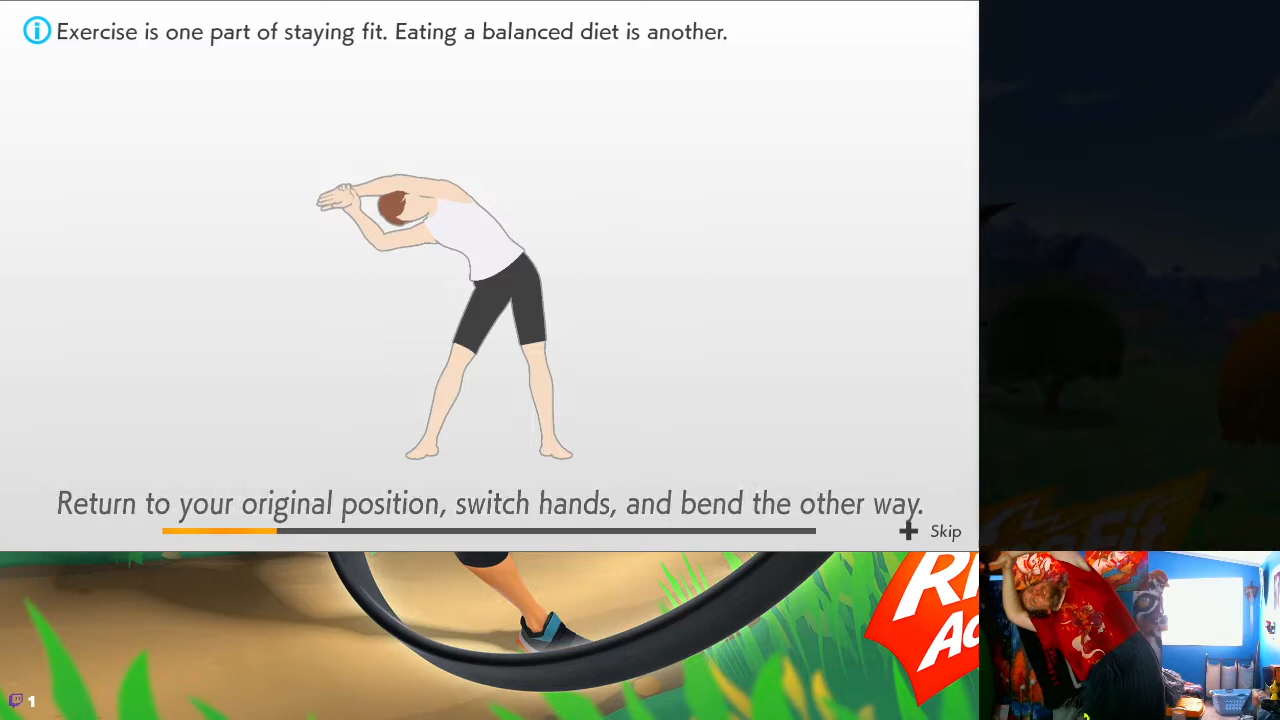 Exercise is one part of staying fit. Eating a balanced diet is another.
Return to your original position, switch hands, and bend the other way.
Skip
1